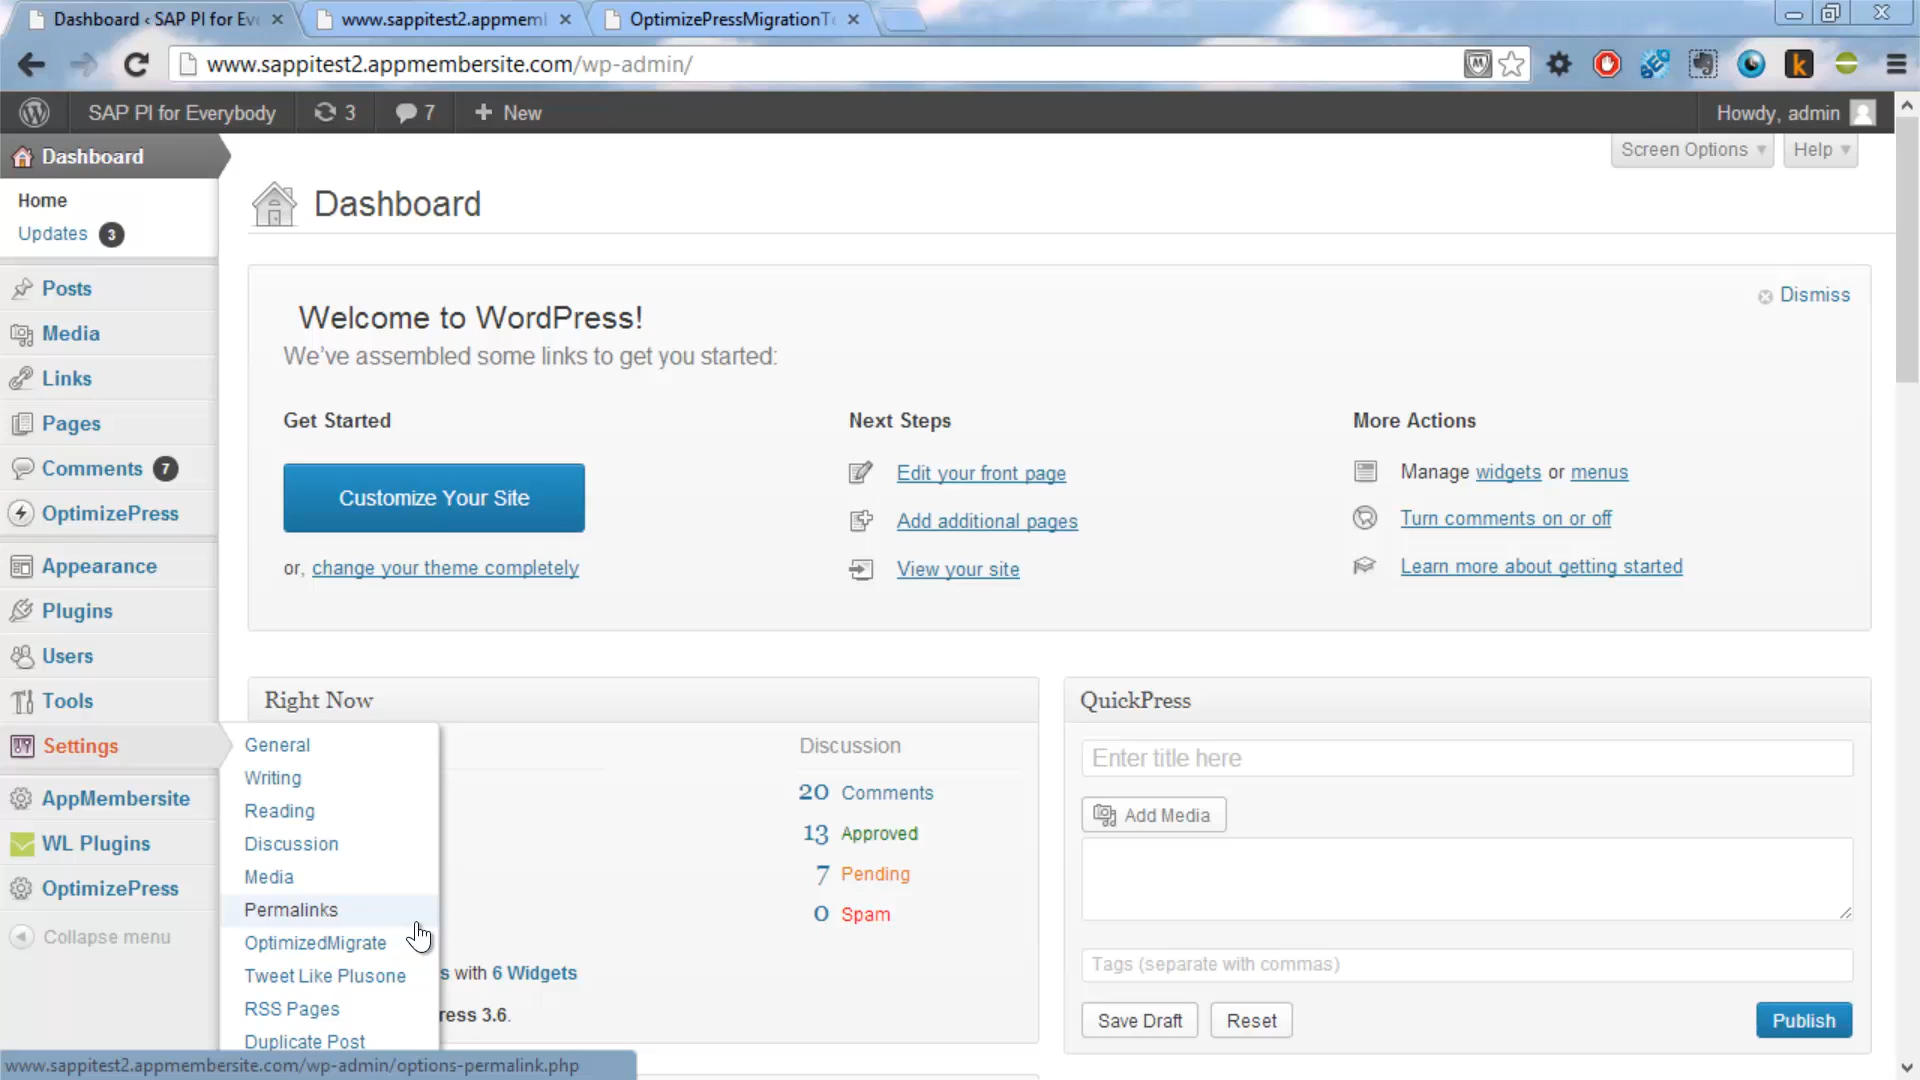 Dashboard ‹ SAP PI for Eve
www.sappitest2.appmembe
OptimizePressMigrationTo
www.sappitest2.appmembersite.com/wp-admin/
SAP PI for Everybody
3
7
New
Howdy, admin
Dashboard
Screen Options
Help
Home
Updates 3
Dashboard
Posts
Media
Links
Pages
Comments 7
OptimizePress
Appearance
Plugins
Users
Tools
Settings
AppMembersite
WL Plugins
OptimizePress
Collapse menu
Welcome to WordPress!
Dismiss
We've assembled some links to get you started:
Get Started
Customize Your Site
or, change your theme completely
Next Steps
Edit your front page
Add additional pages
View your site
More Actions
Manage widgets or menus
Turn comments on or off
Learn more about getting started
Right Now
General
Writing
Reading
Discussion
Media
Permalinks
OptimizedMigrate
Tweet Like Plusone
RSS Pages
Duplicate Post
Discussion
20 Comments
13 Approved
7 Pending
0 Spam
s with 6 Widgets
ress 3.6.
QuickPress
Enter title here
Add Media
Tags (separate with commas)
Save Draft
Reset
Publish
www.sappitest2.appmembersite.com/wp-admin/options-permalink.php